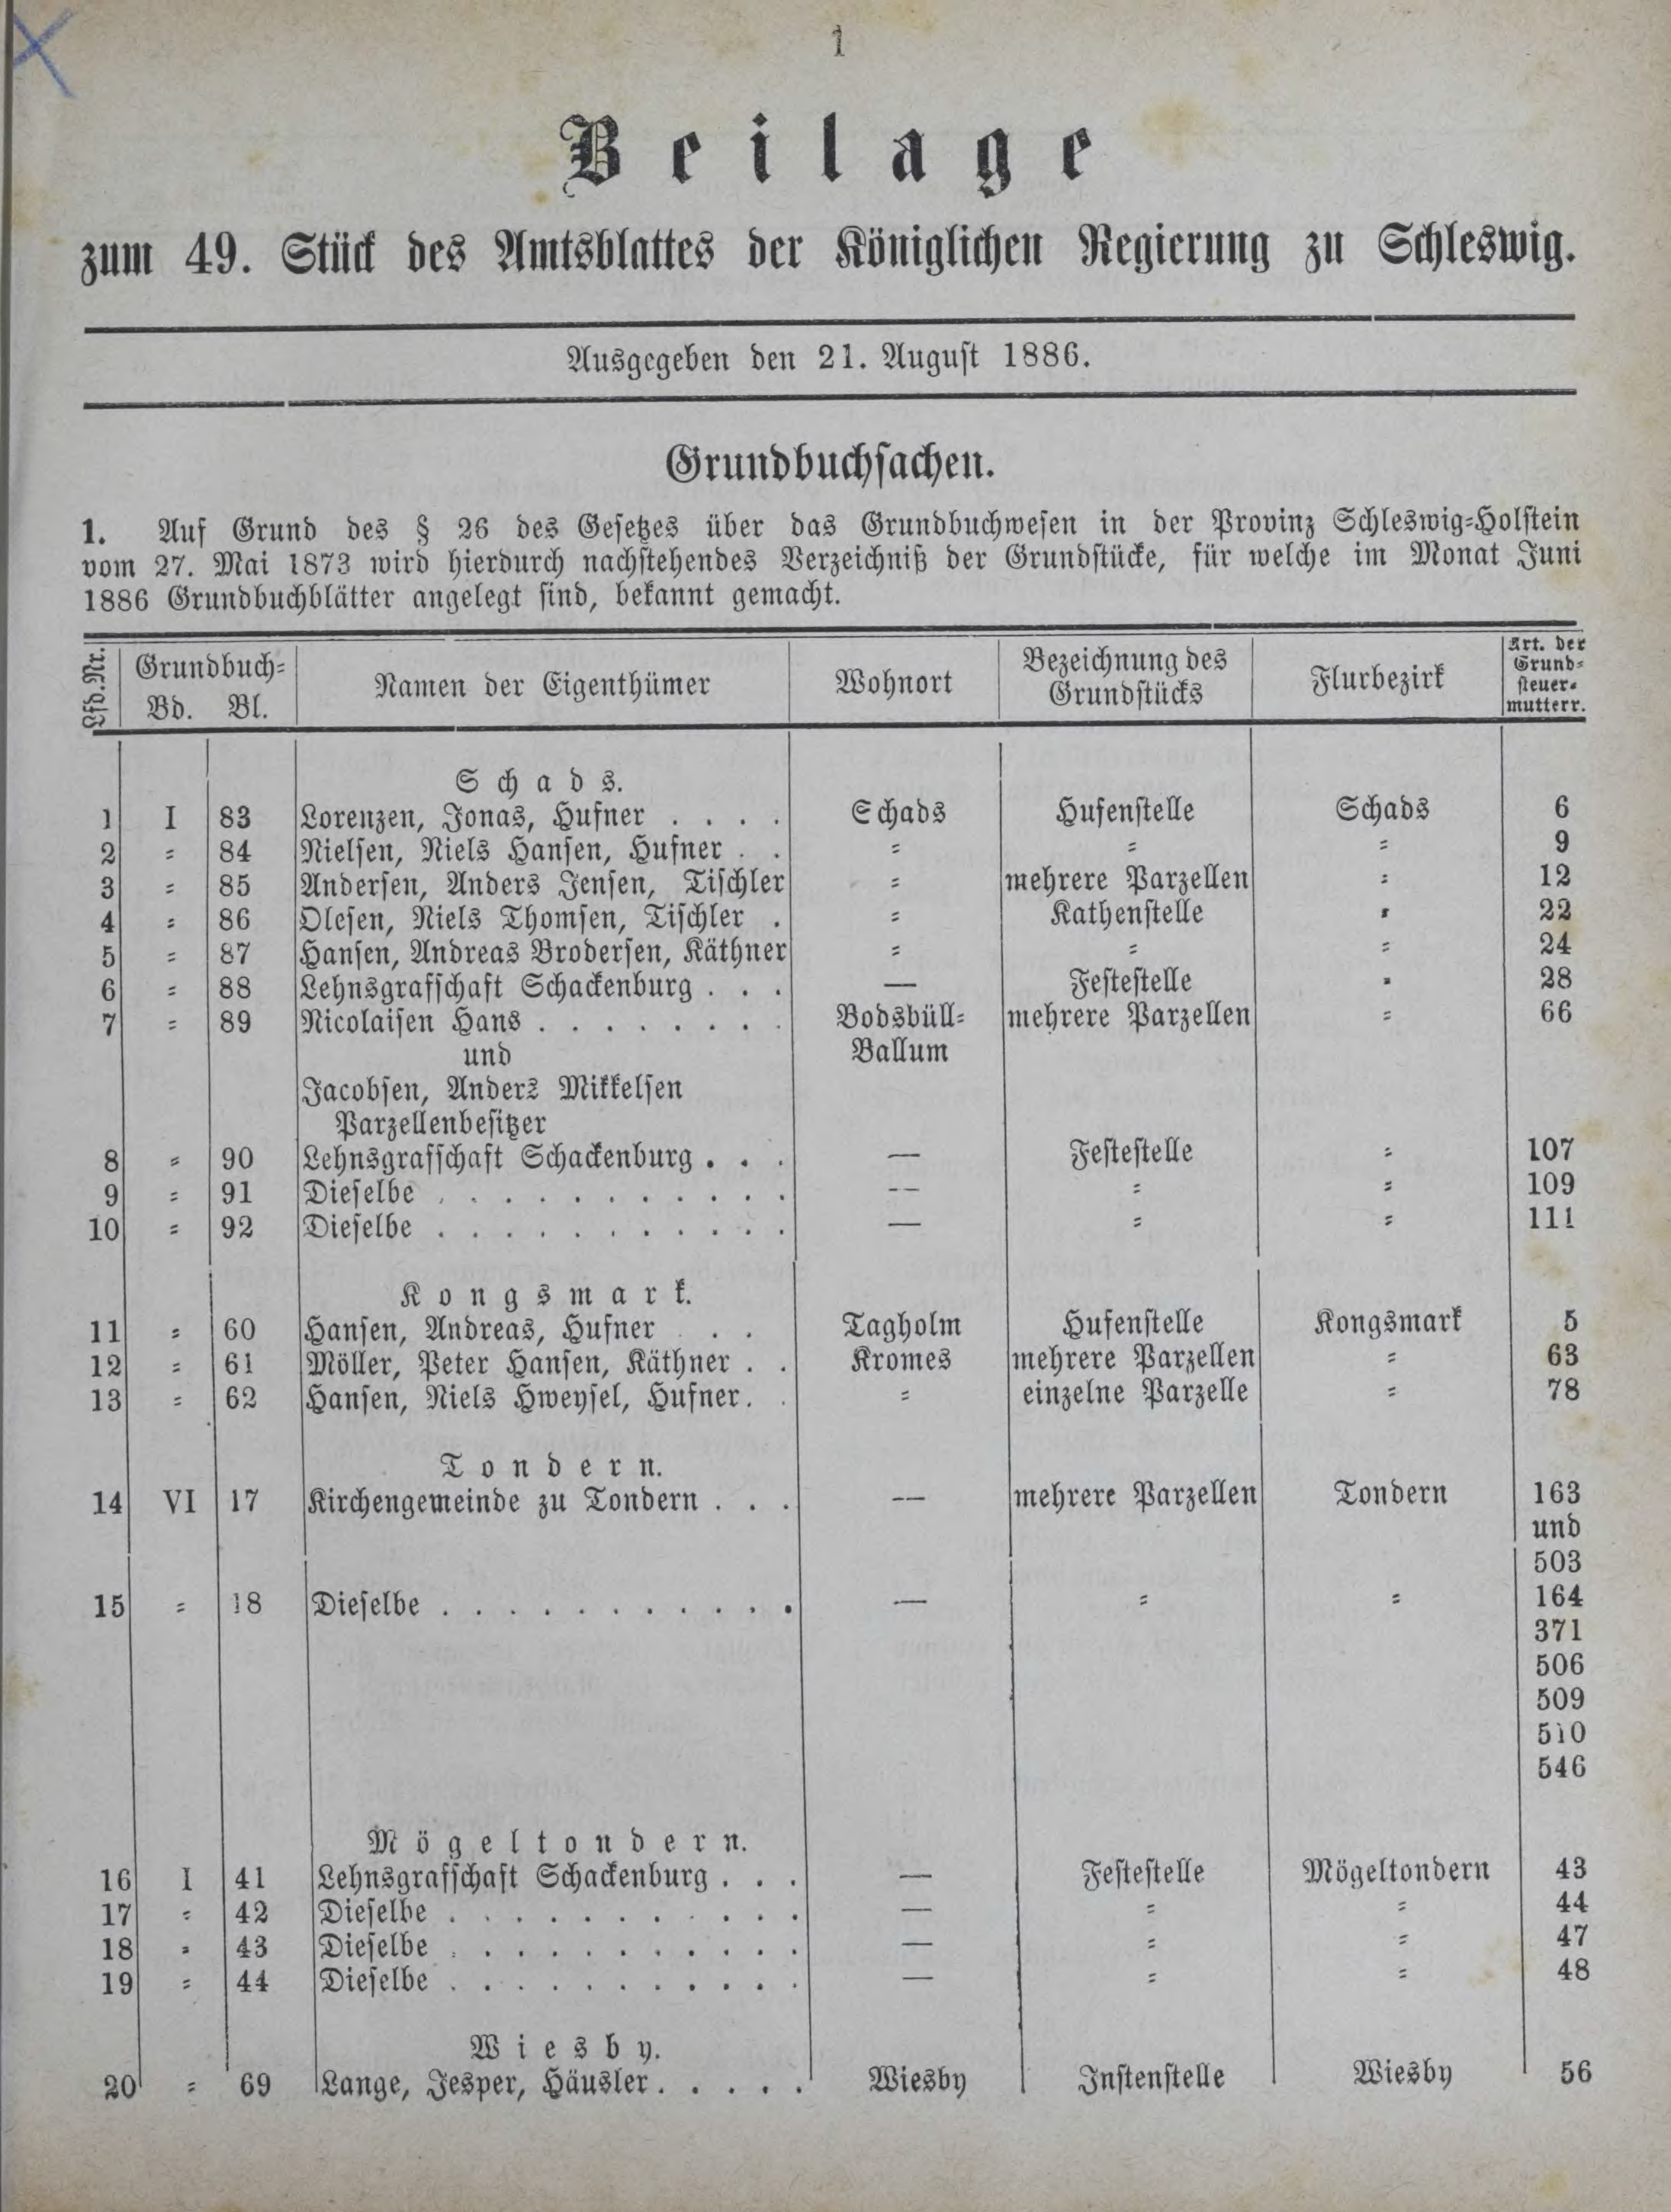 1
Beilage
zum 49. Stück des Amtsblattes der Königlichen Regierung zu Schleswig.
Ausgegeben den 21. August 1886.
Grundbuchsachen.
1. Auf Grund des § 26 des Gesetzes über das Grundbuchwesen in der Provinz Schleswig-Holstein
vom 27. Mai 1873 wird hierdurch nachstehendes Verzeichniß der Grundstücke, für welche im Monat Juni
1886 Grundbuchblätter angelegt sind, bekannt gemacht.
Lfd.Nr. Grundbuch- Bd. Bl. Namen der Eigenthümer Wohnort Bezeichnung des Grundstücks Flurbezirk Art. der Grund-steuer-mutterr.
Schads.
1 I 83 Lorenzen, Jonas, Hufner . . . . Schads Hufenstelle Schads 6
2 = 84 Nielsen, Niels Hansen, Hufner . . = = = 9
3 = 85 Andersen, Anders Jensen, Tischler = mehrere Parzellen = 12
4 = 86 Olesen, Niels Thomsen, Tischler . = Kathenstelle = 22
5 = 87 Hansen, Andreas Brodersen, Käthner = = = 24
6 = 88 Lehnsgrafschaft Schackenburg . . . — Festestelle = 28
7 = 89 Nicolaisen Hans . . . . . . . . Bodsbüll- mehrere Parzellen = 66
und Ballum
Jacobsen, Anders Mikkelsen
Parzellenbesitzer
8 = 90 Lehnsgrafschaft Schackenburg . . . — Festestelle = 107
9 = 91 Dieselbe . . . . . . . . . . . — = = 109
10 = 92 Dieselbe . . . . . . . . . . . — = = 111
Kongsmark.
11 = 60 Hansen, Andreas, Hufner . . . Tagholm Hufenstelle Kongsmark 5
12 = 61 Möller, Peter Hansen, Käthner . . Kromes mehrere Parzellen = 63
13 = 62 Hansen, Niels Hweysel, Hufner. . = einzelne Parzelle = 78
Tondern.
14 VI 17 Kirchengemeinde zu Tondern . . . — mehrere Parzellen Tondern 163
und
503
15 = 18 Dieselbe . . . . . . . . . . . — = = 164
371
506
509
510
546
Mögeltondern.
16 I 41 Lehnsgrafschaft Schackenburg . . . — Festestelle Mögeltondern 43
17 = 42 Dieselbe . . . . . . . . . . . — = = 44
18 = 43 Dieselbe . . . . . . . . . . . — = = 47
19 = 44 Dieselbe . . . . . . . . . . . — = = 48
Wiesby.
20 = 69 Lange, Jesper, Häusler. . . . . Wiesby Instenstelle Wiesby 56